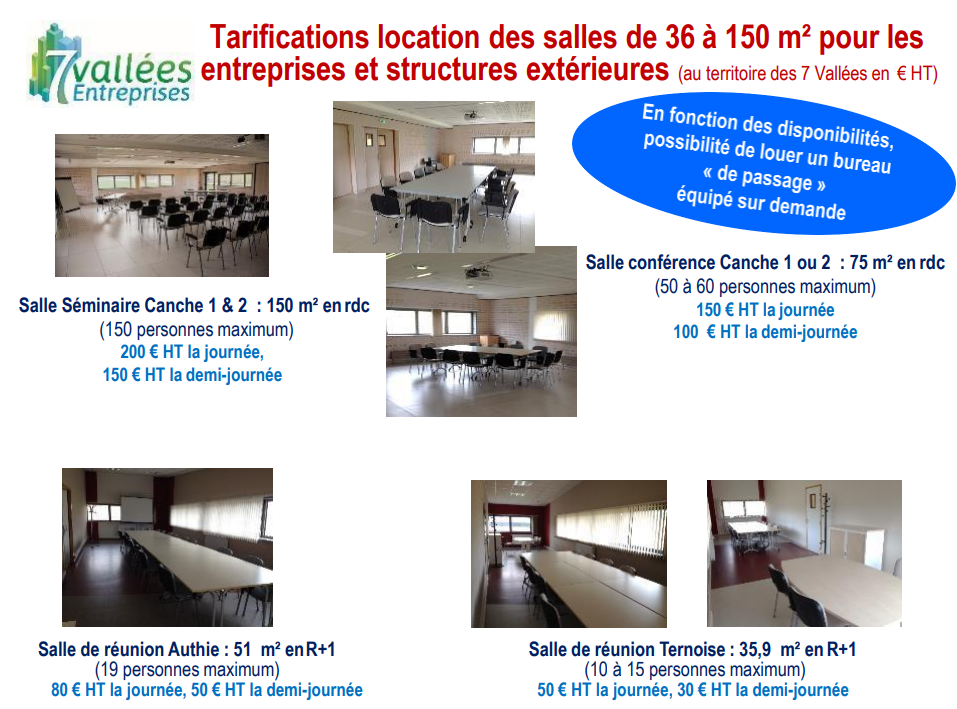 7vallées
Entreprises
Tarifications location des salles de 36 à 150 m² pour les
entreprises et structures extérieures (au territoire des 7 Vallées en € HT)
En fonction des disponibilités,
possibilité de louer un bureau
« de passage »
équipé sur demande
Salle conférence Canche 1 ou 2 : 75 m² en rdc
(50 à 60 personnes maximum)
150 € HT la journée
100 € HT la demi-journée
Salle Séminaire Canche 1 & 2 : 150 m² en rdc
(150 personnes maximum)
200 € HT la journée,
150 € HT la demi-journée
Salle de réunion Authie : 51 m² en R+1
(19 personnes maximum)
80 € HT la journée, 50 € HT la demi-journée
Salle de réunion Ternoise : 35,9 m² en R+1
(10 à 15 personnes maximum)
50 € HT la journée, 30 € HT la demi-journée